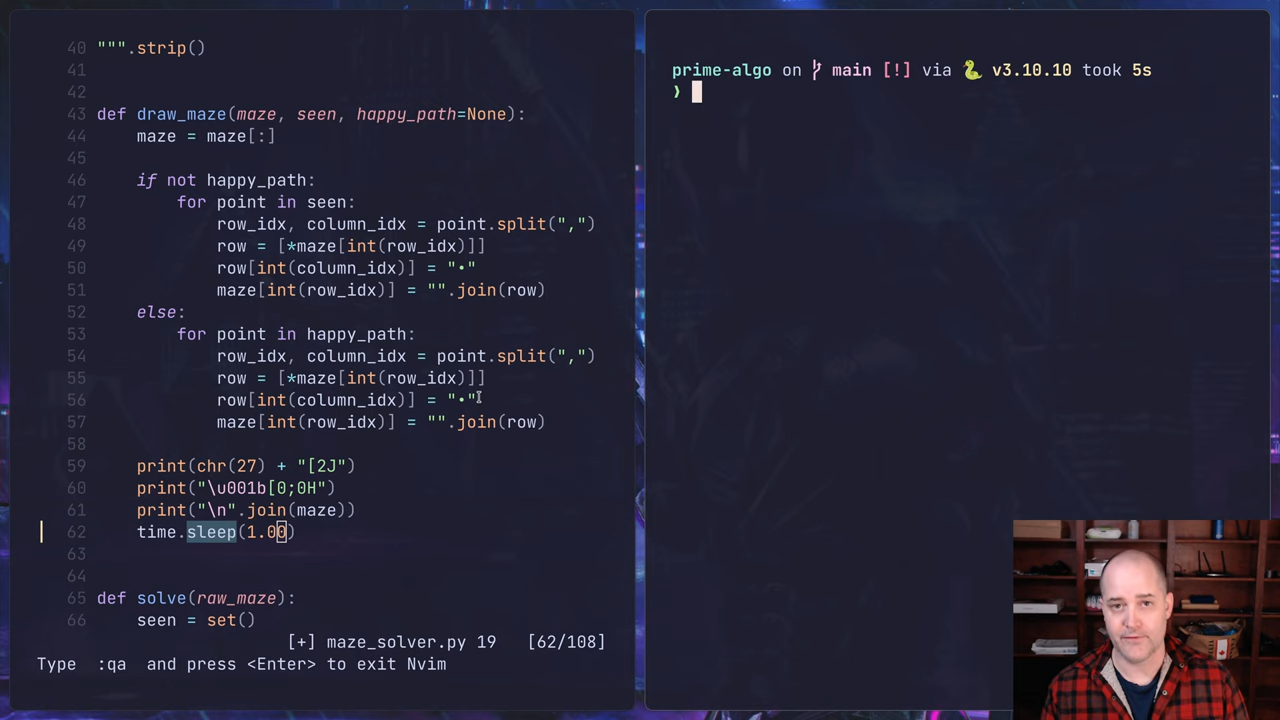 40 """.strip()
41
42
43 def draw_maze(maze, seen, happy_path=None):
44     maze = maze[:]
45
46     if not happy_path:
47         for point in seen:
48             row_idx, column_idx = point.split(",")
49             row = [*maze[int(row_idx)]]
50             row[int(column_idx)] = "•"
51             maze[int(row_idx)] = "".join(row)
52     else:
53         for point in happy_path:
54             row_idx, column_idx = point.split(",")
55             row = [*maze[int(row_idx)]]
56             row[int(column_idx)] = "•"
57             maze[int(row_idx)] = "".join(row)
58
59     print(chr(27) + "[2J")
60     print("\u001b[0;0H")
61     print("\n".join(maze))
62     time.sleep(1.00)
63
64
65 def solve(raw_maze):
66     seen = set()
[+] maze_solver.py 19 [62/108]
Type :qa and press <Enter> to exit Nvim
prime-algo on main [!] via 🐍 v3.10.10 took 5s
❯